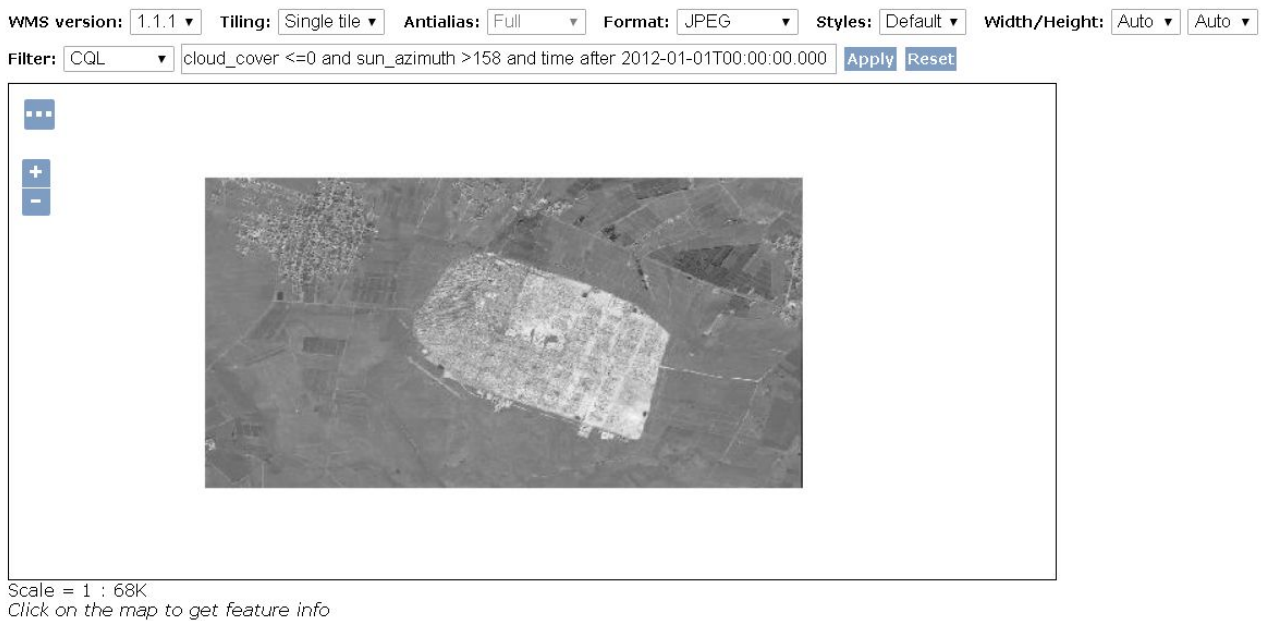 WMS version: 1.1.1 Tiling: Single tile Antialias: Full Format: JPEG Styles: Default Width/Height: Auto Auto
Filter: CQL cloud_cover <=0 and sun_azimuth >158 and time after 2012-01-01T00:00:00.000 Apply Reset
+
-
Scale = 1 : 68K
Click on the map to get feature info